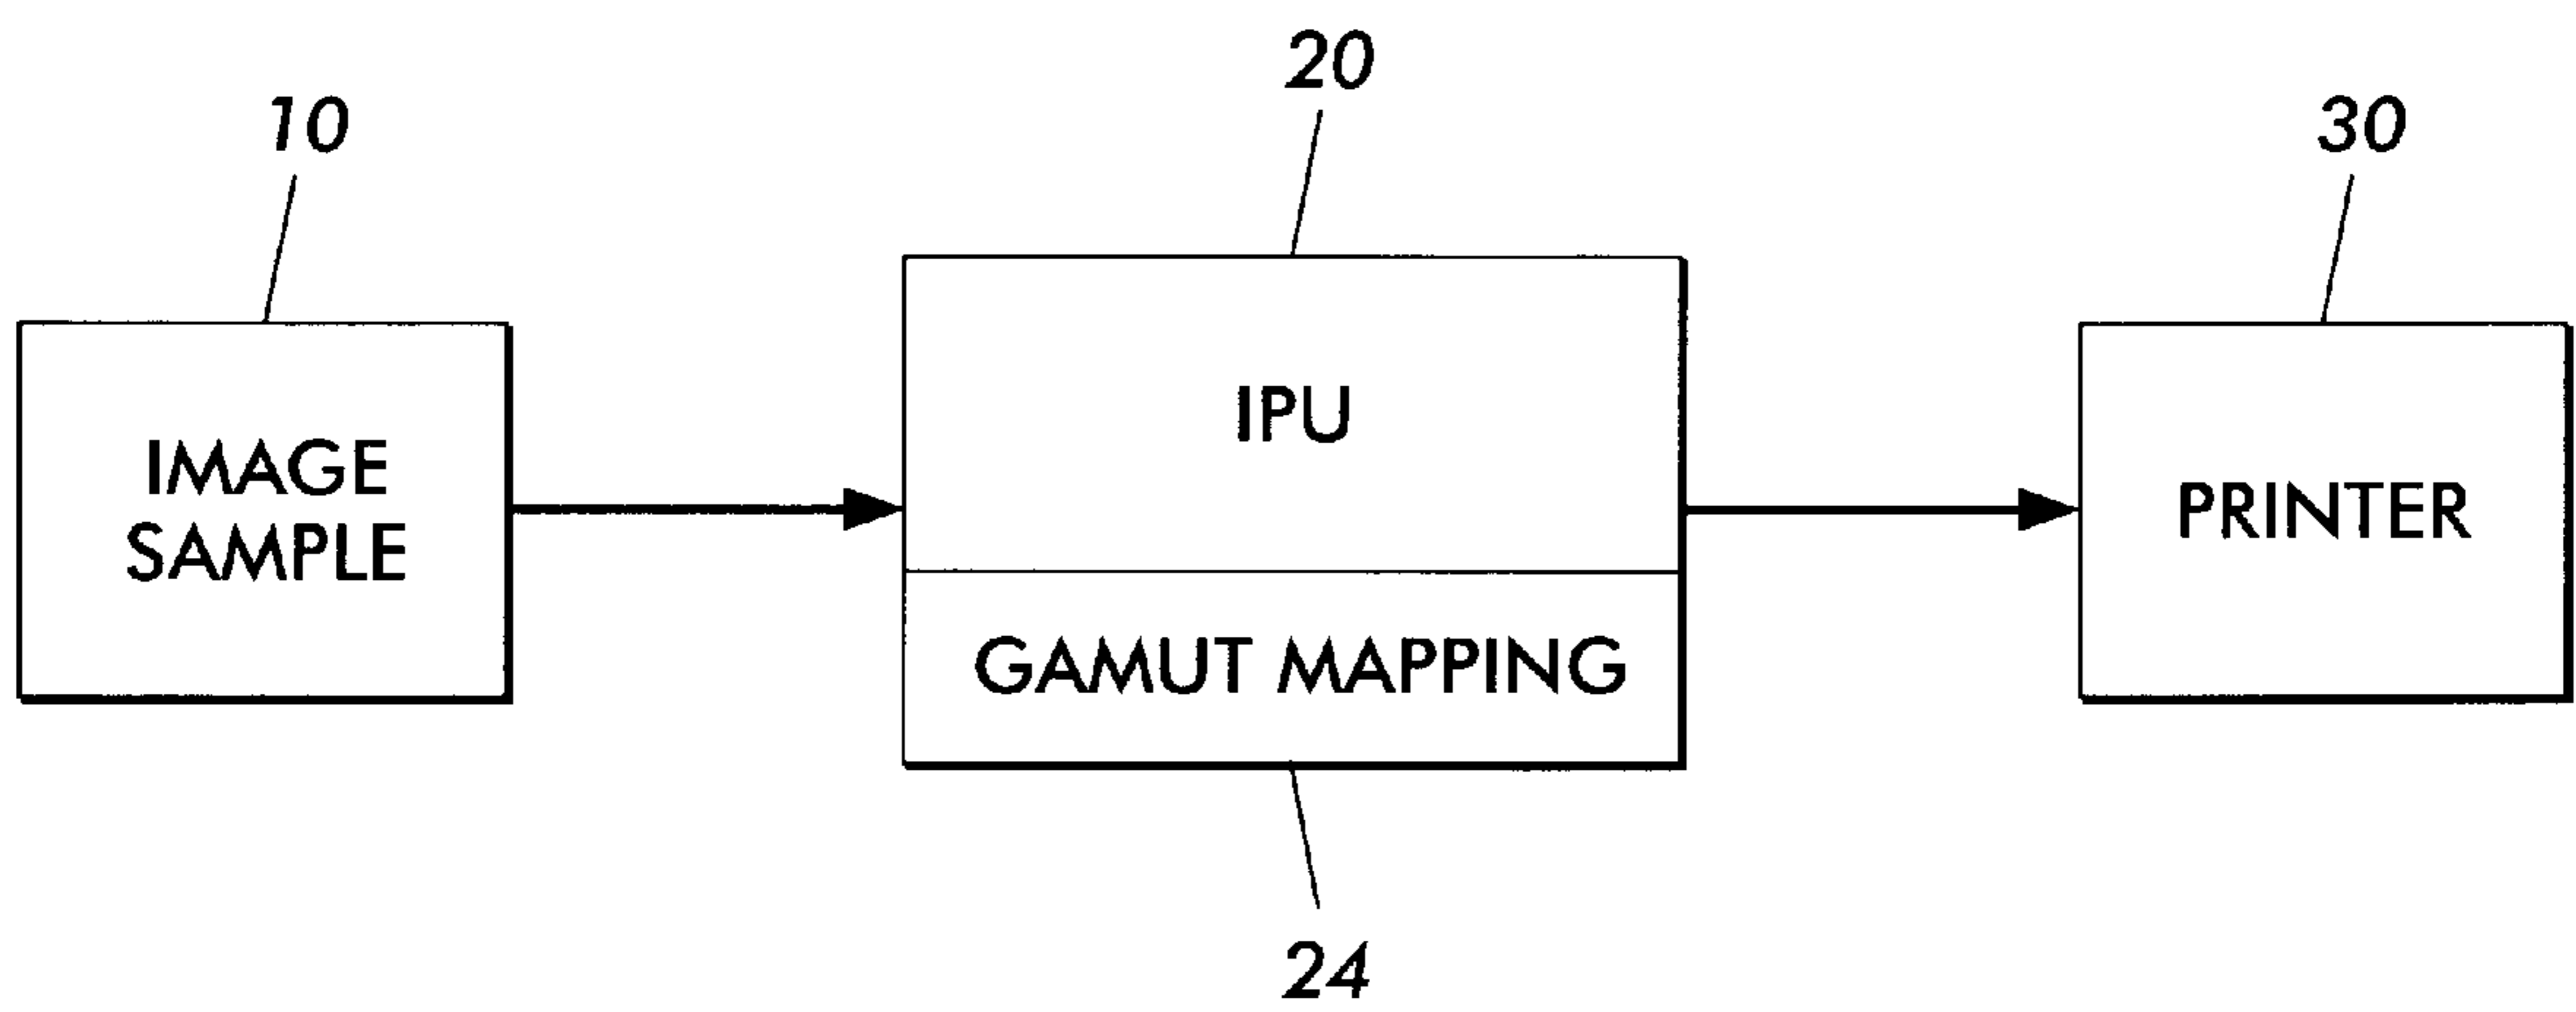 20
10
30
IPU
IMAGE
SAMPLE
PRINTER
GAMUT MAPPING
24